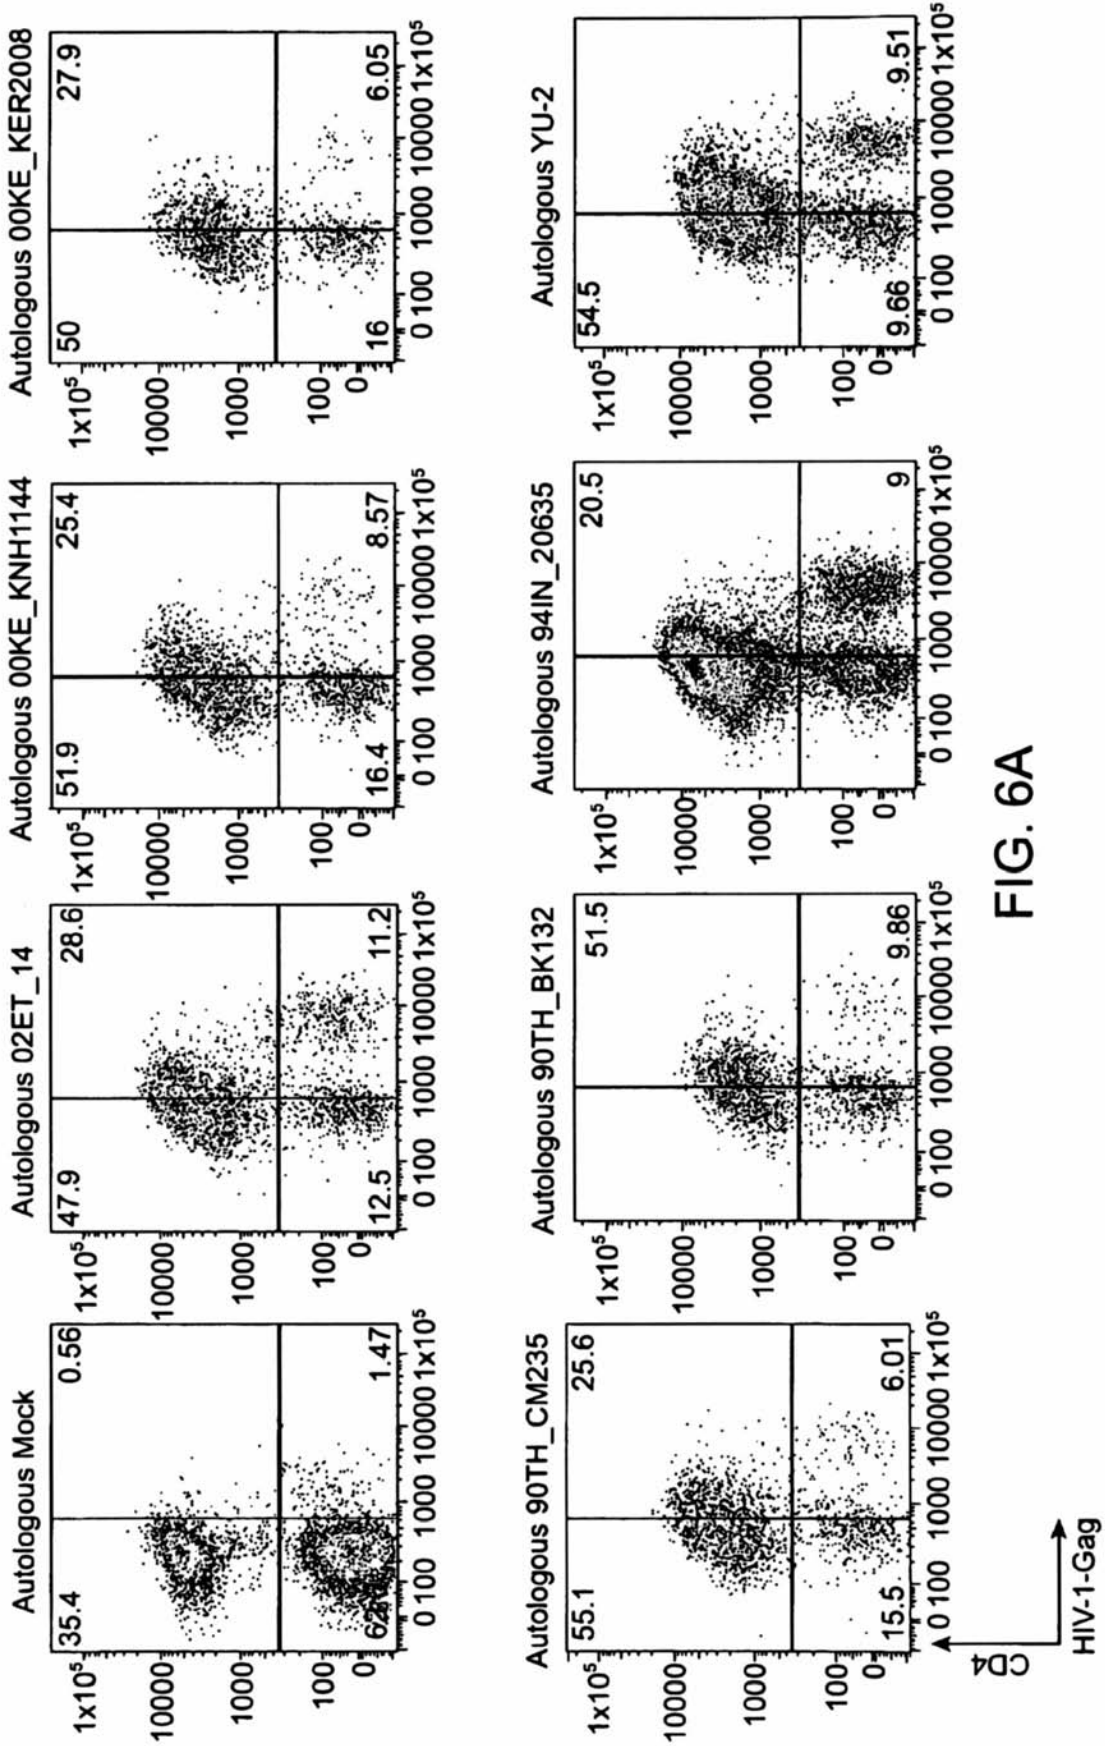 Autologous Mock
35.4 0.56
1x10⁵
10000
1000
100
0
1.47
0 100 1000 10000 1x10⁵
Autologous 02ET_14
47.9 28.6
1x10⁵
10000
1000
100
0
12.5 11.2
0 100 1000 10000 1x10⁵
Autologous 00KE_KNH1144
51.9 25.4
1x10⁵
10000
1000
100
0
16.4 8.57
0 100 1000 10000 1x10⁵
Autologous 00KE_KER2008
50 27.9
1x10⁵
10000
1000
100
0
16 6.05
0 100 1000 10000 1x10⁵
Autologous 90TH_CM235
55.1 25.6
1x10⁵
10000
1000
100
0
15.5 6.01
0 100 1000 10000 1x10⁵
Autologous 90TH_BK132
51.5
1x10⁵
10000
1000
100
0
9.86
0 100 1000 10000 1x10⁵
Autologous 94IN_20635
20.5
1x10⁵
10000
1000
100
0
9
0 100 1000 10000 1x10⁵
Autologous YU-2
54.5
1x10⁵
10000
1000
100
0
9.66 9.51
0 100 1000 10000 1x10⁵
CD4
HIV-1-Gag
FIG. 6A